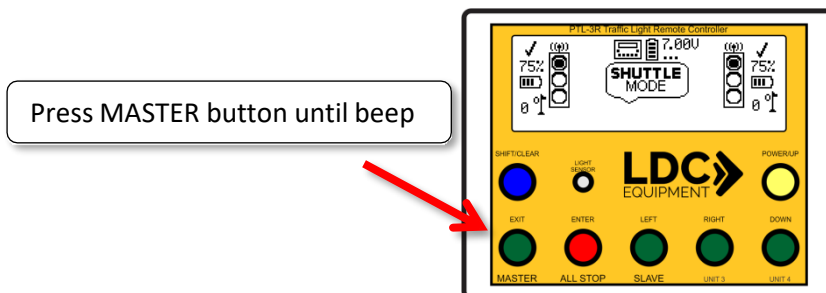 PTL-3R Traffic Light Remote Controller
7.00V
75%
75%
SHUTTLE
MODE
0°
0°
Press MASTER button until beep
SHIFT/CLEAR
LIGHT
SENSOR
LDC
EQUIPMENT
POWER/UP
EXIT
ENTER
LEFT
RIGHT
DOWN
MASTER
ALL STOP
SLAVE
UNIT 3
UNIT 4